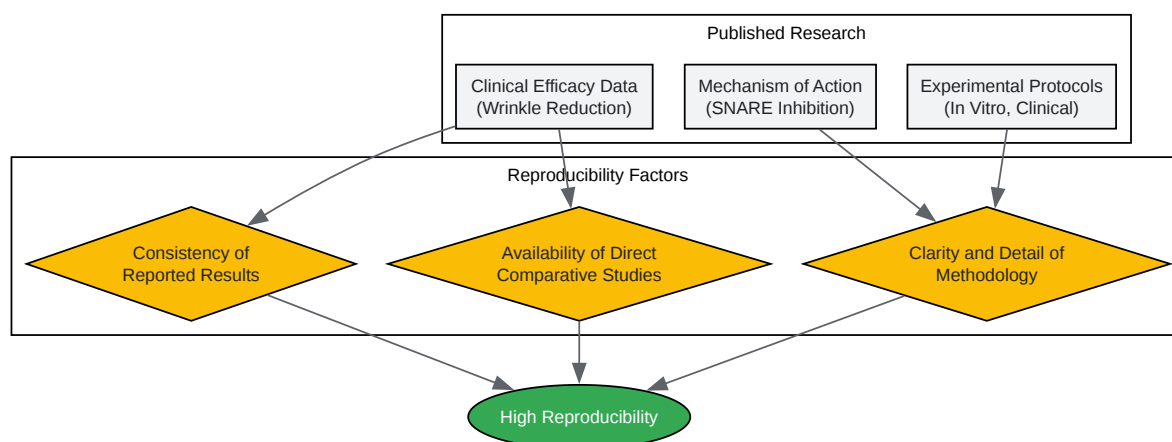 Published Research
Clinical Efficacy Data
(Wrinkle Reduction)
Mechanism of Action
(SNARE Inhibition)
Experimental Protocols
(In Vitro, Clinical)
Reproducibility Factors
Consistency of
Reported Results
Availability of Direct
Comparative Studies
Clarity and Detail of
Methodology
High Reproducibility